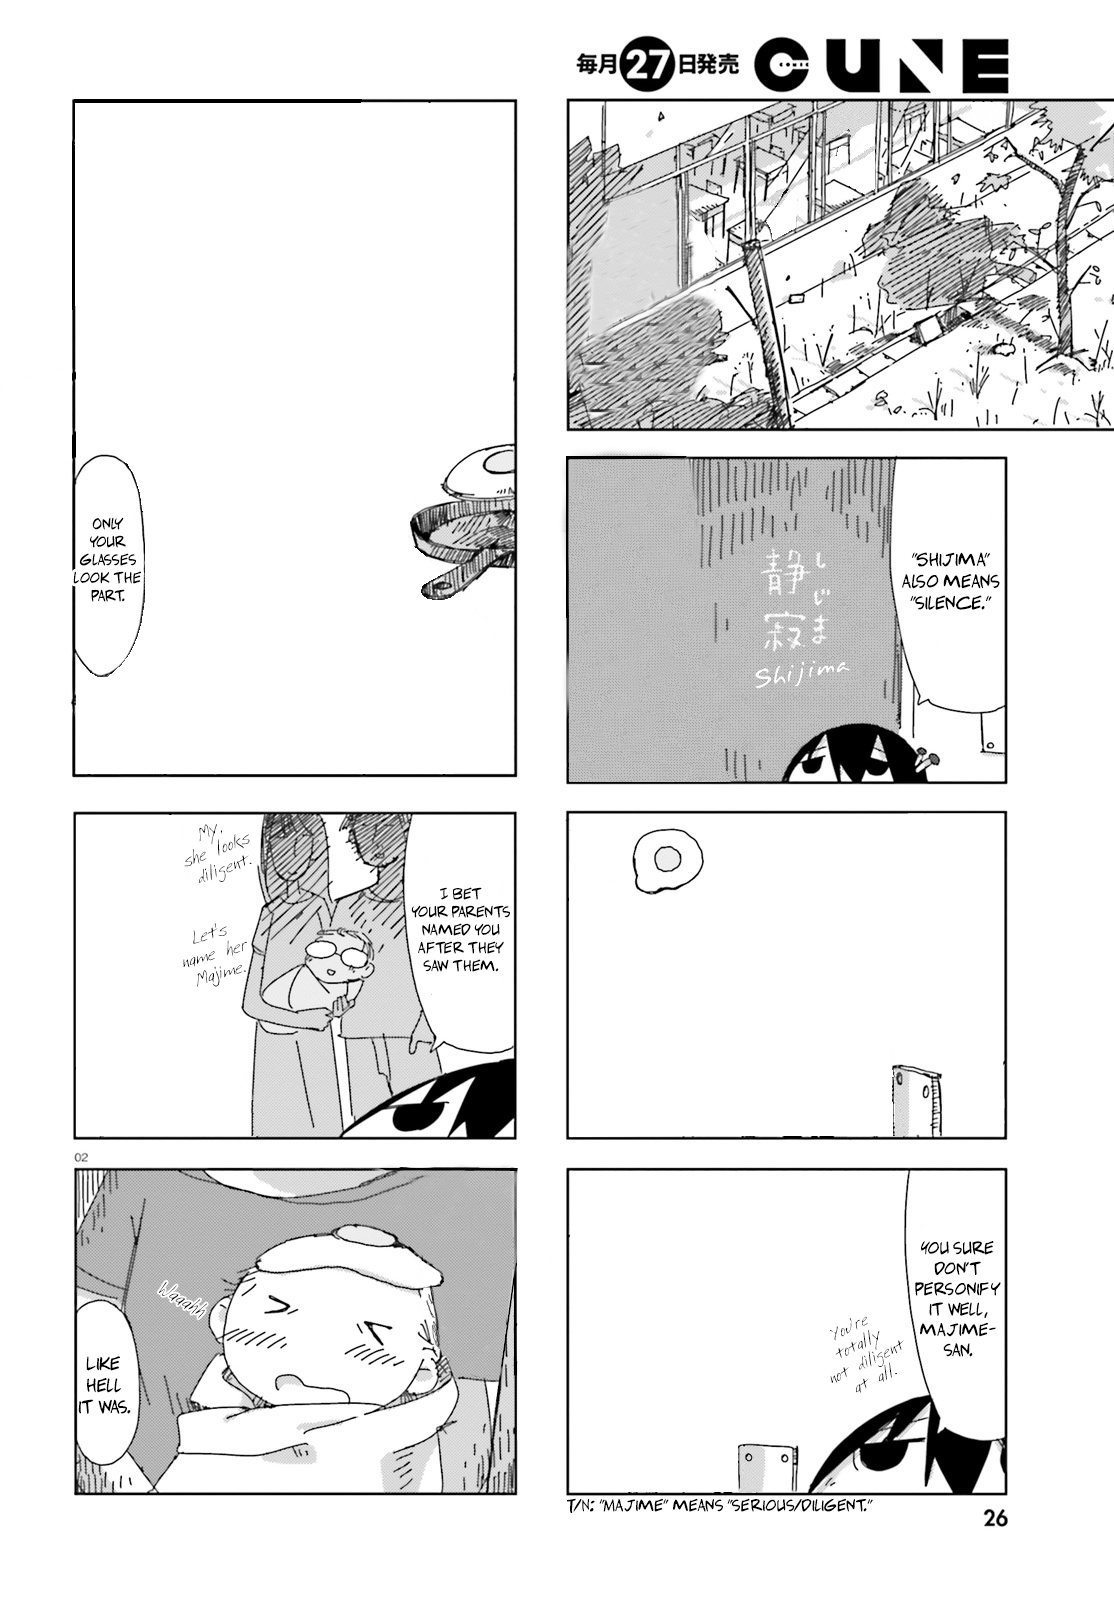 毎月27日発売 COMIC CUNE
"SHIJIMA"
ALSO MEANS
"SILENCE."
静寂
しじま
Shijima
YOU SURE
DON'T
PERSONIFY
IT WELL,
MAJIME-
SAN.
You're
totally
not diligent
at all.
T/N: "MAJIME" MEANS "SERIOUS/DILIGENT."
26
ONLY
YOUR
GLASSES
LOOK THE
PART.
I BET
YOUR PARENTS
NAMED YOU
AFTER THEY
SAW THEM.
My,
she looks
diligent.
Let's
name her
Majime.
02
Waaahh
LIKE
HELL
IT WAS.